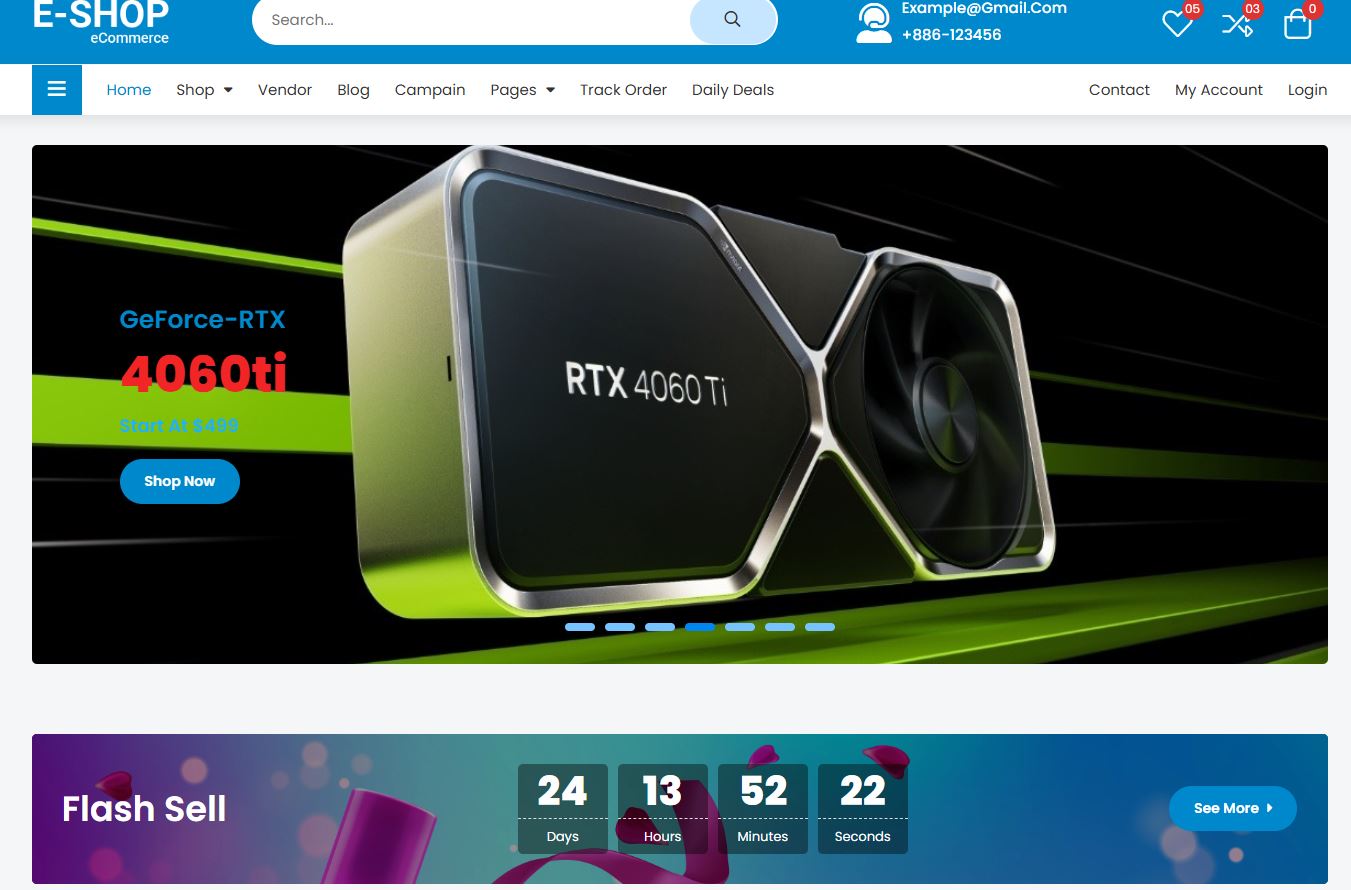 E-SHOP
eCommerce
Search...
Example@Gmail.Com
+886-123456
05
03
0
Home
Shop
Vendor
Blog
Campain
Pages
Track Order
Daily Deals
Contact
My Account
Login
GeForce-RTX
4060ti
Start At $499
Shop Now
RTX 4060 Ti
Flash Sell
24
Days
13
Hours
52
Minutes
22
Seconds
See More